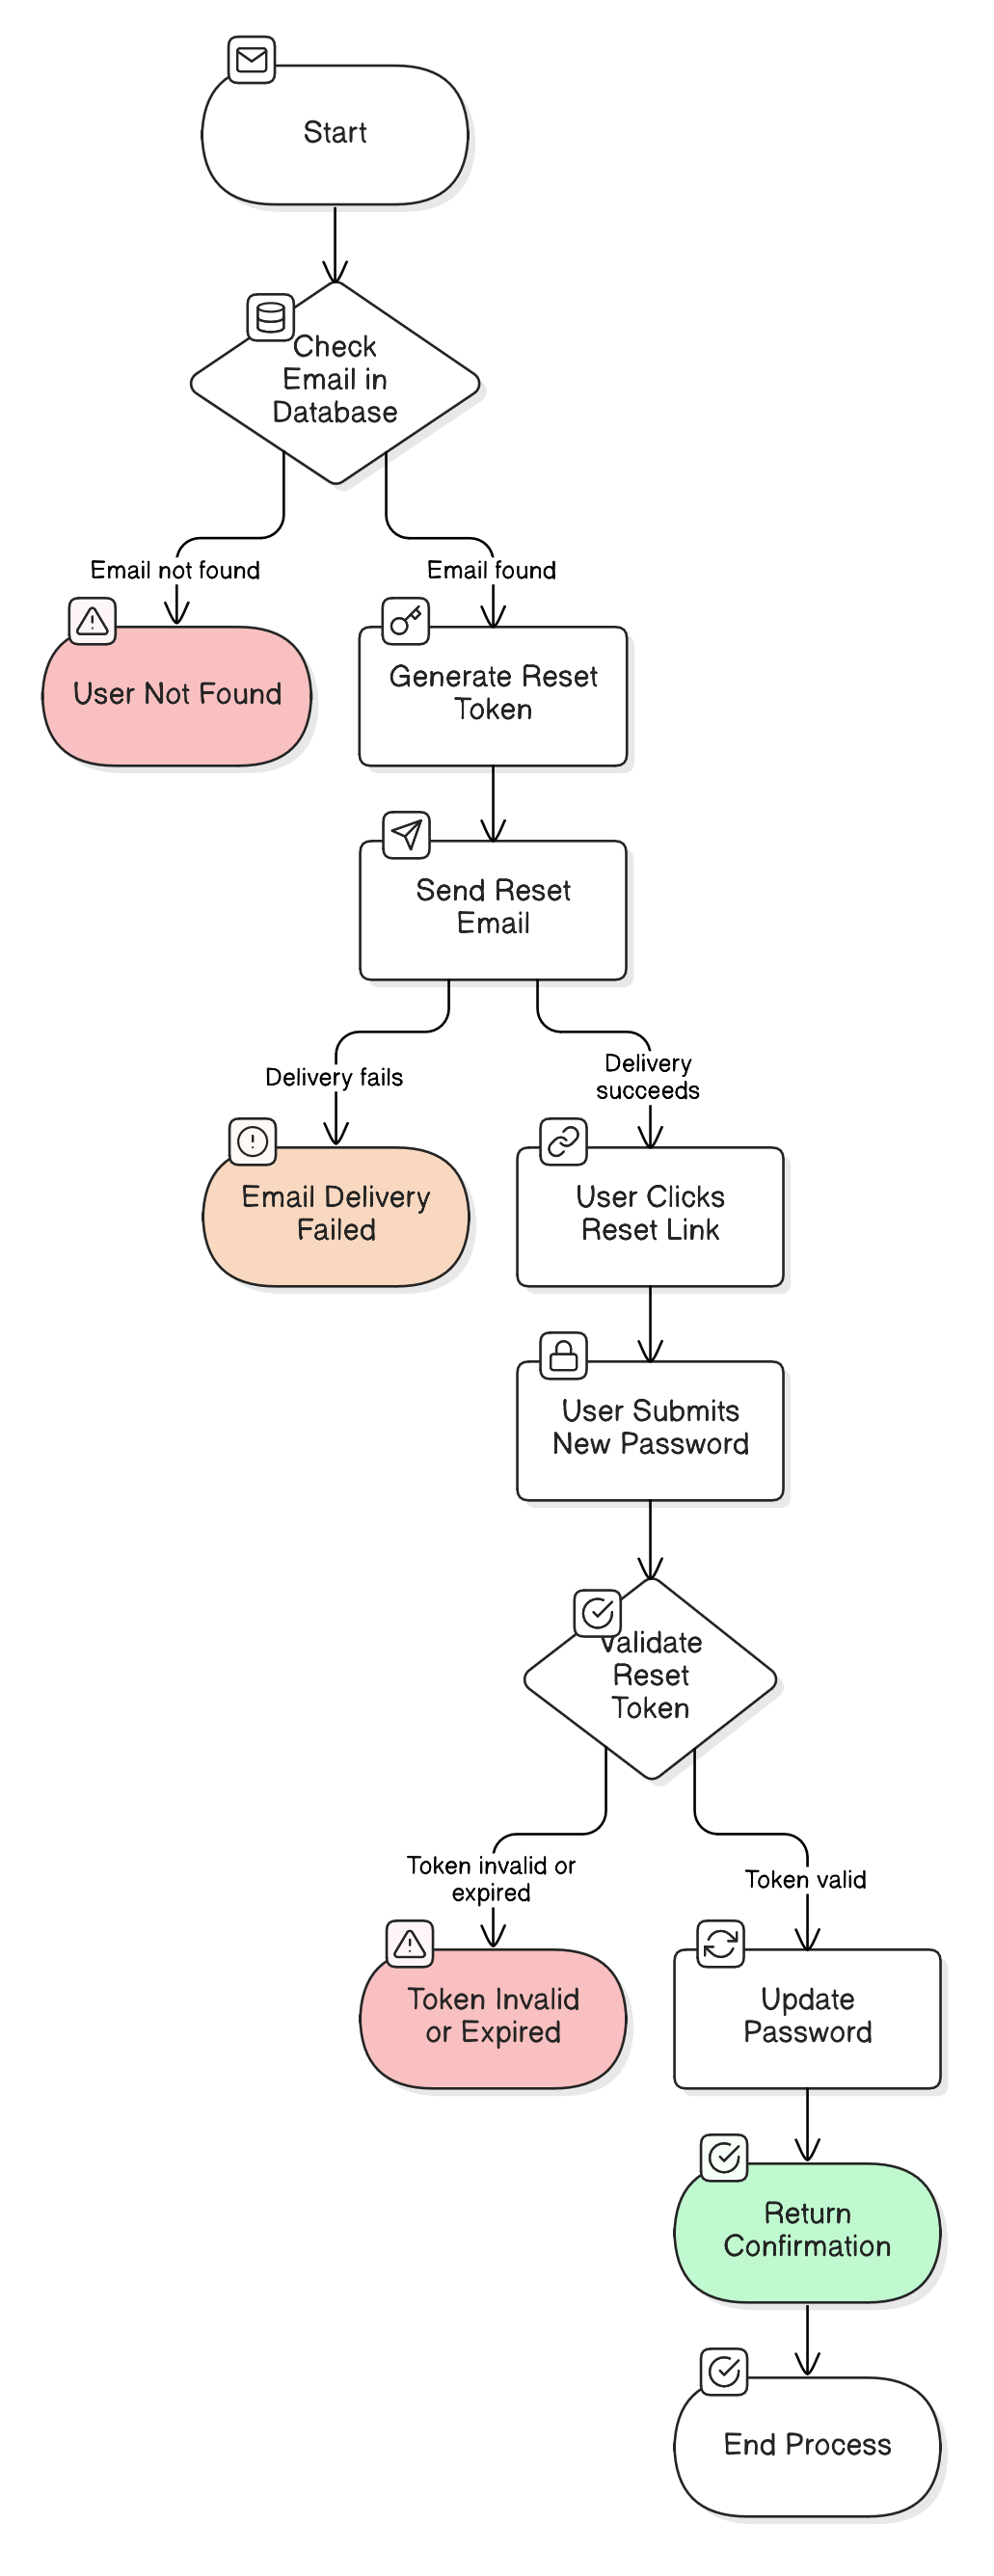 Start
Check
Email in
Database
Email not found
Email found
User Not Found
Generate Reset
Token
Send Reset
Email
Delivery fails
Delivery
succeeds
Email Delivery
Failed
User Clicks
Reset Link
User Submits
New Password
Validate
Reset
Token
Token invalid or
expired
Token valid
Token Invalid
or Expired
Update
Password
Return
Confirmation
End Process